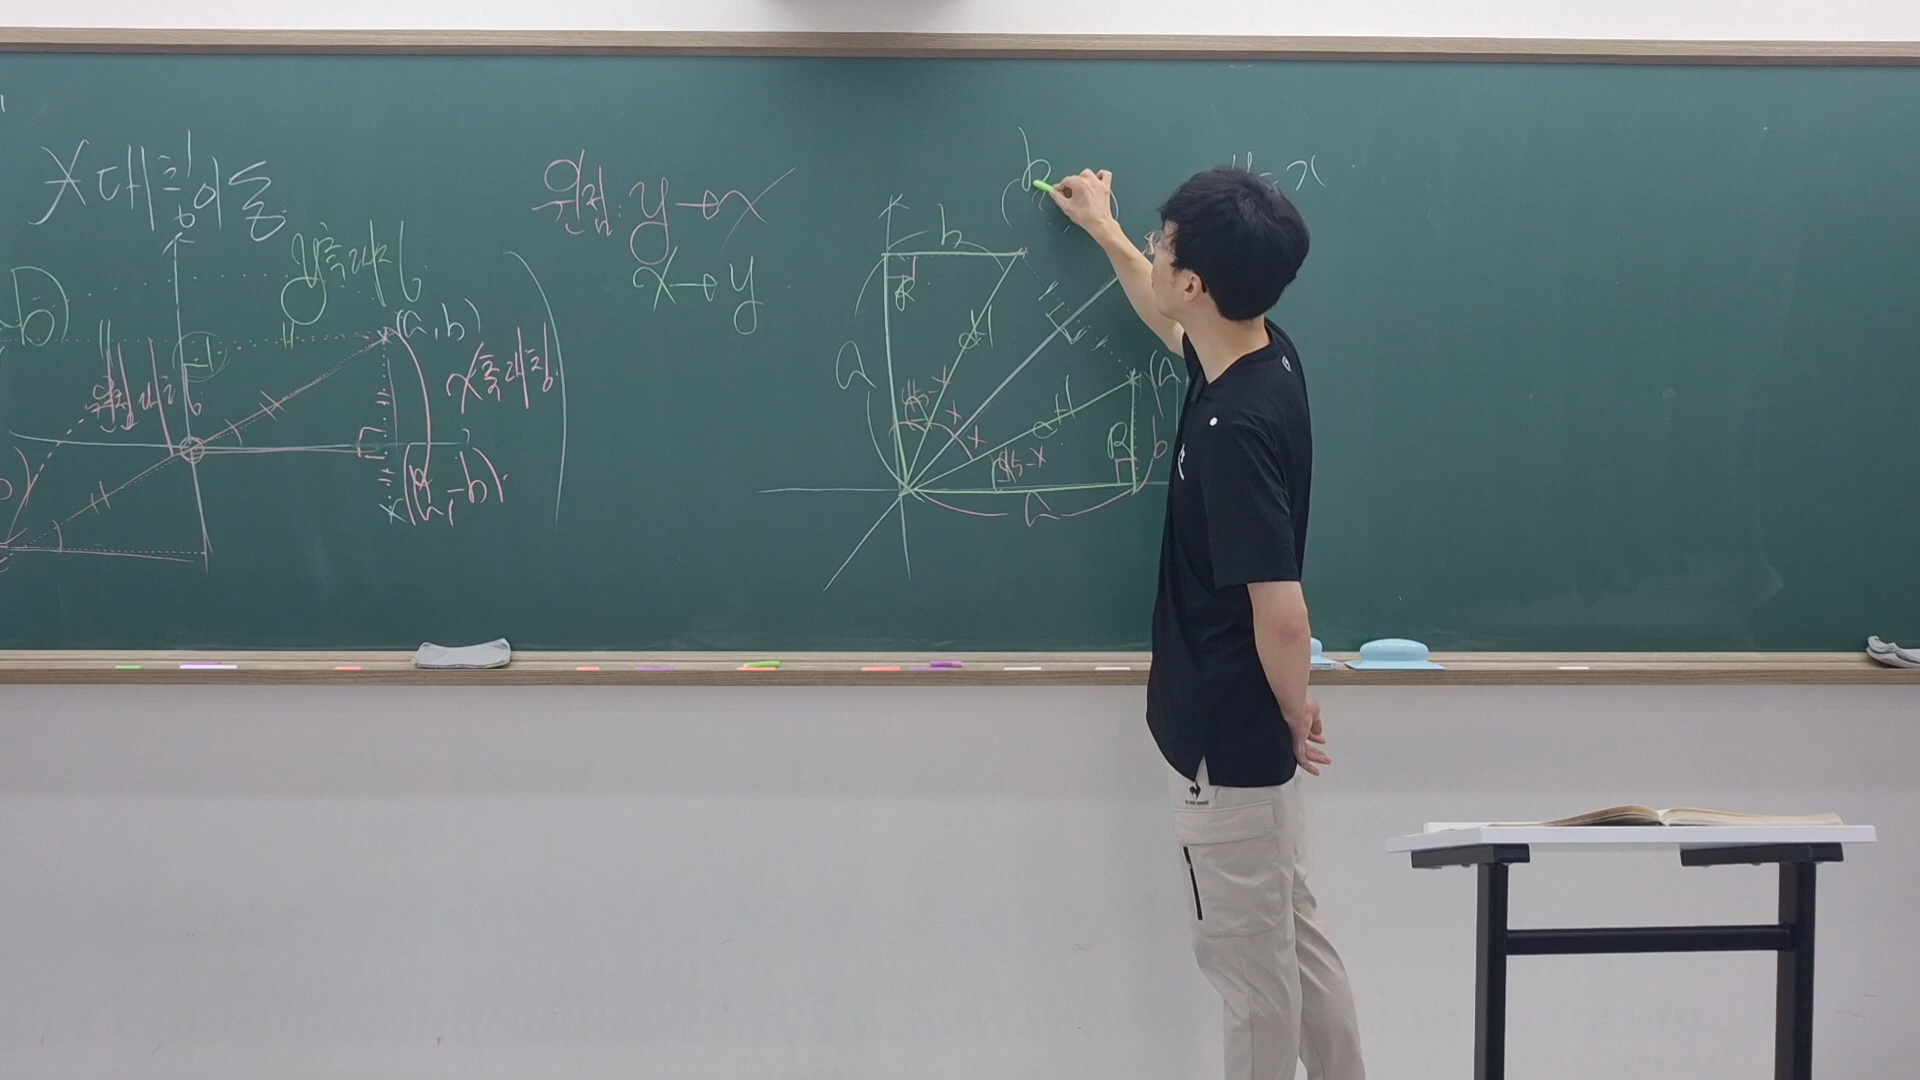 대칭이동
y축대칭
(a,b)
x축대칭
(a,-b)
원점대칭
원점: y→x
x→y
b
b
R
a
45-x
x
x
45-x
R
b
a
y=x